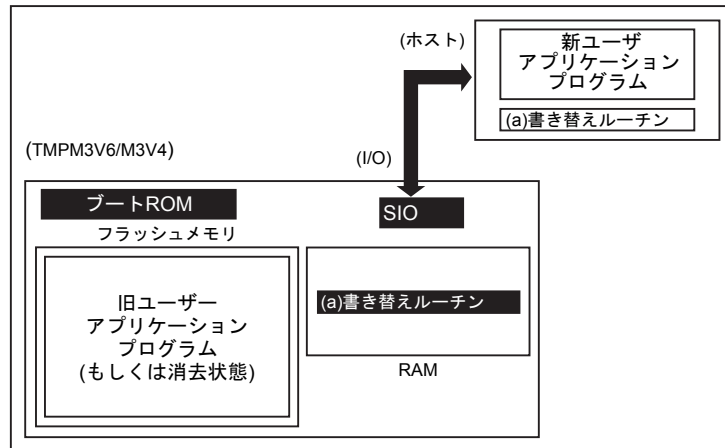 (ホスト)
新ユーザ
アプリケーション
プログラム
(a)書き替えルーチン
(TMPM3V6/M3V4)
(I/O)
ブートROM
SIO
フラッシュメモリ
旧ユーザー
アプリケーション
プログラム
(もしくは消去状態)
(a)書き替えルーチン
RAM